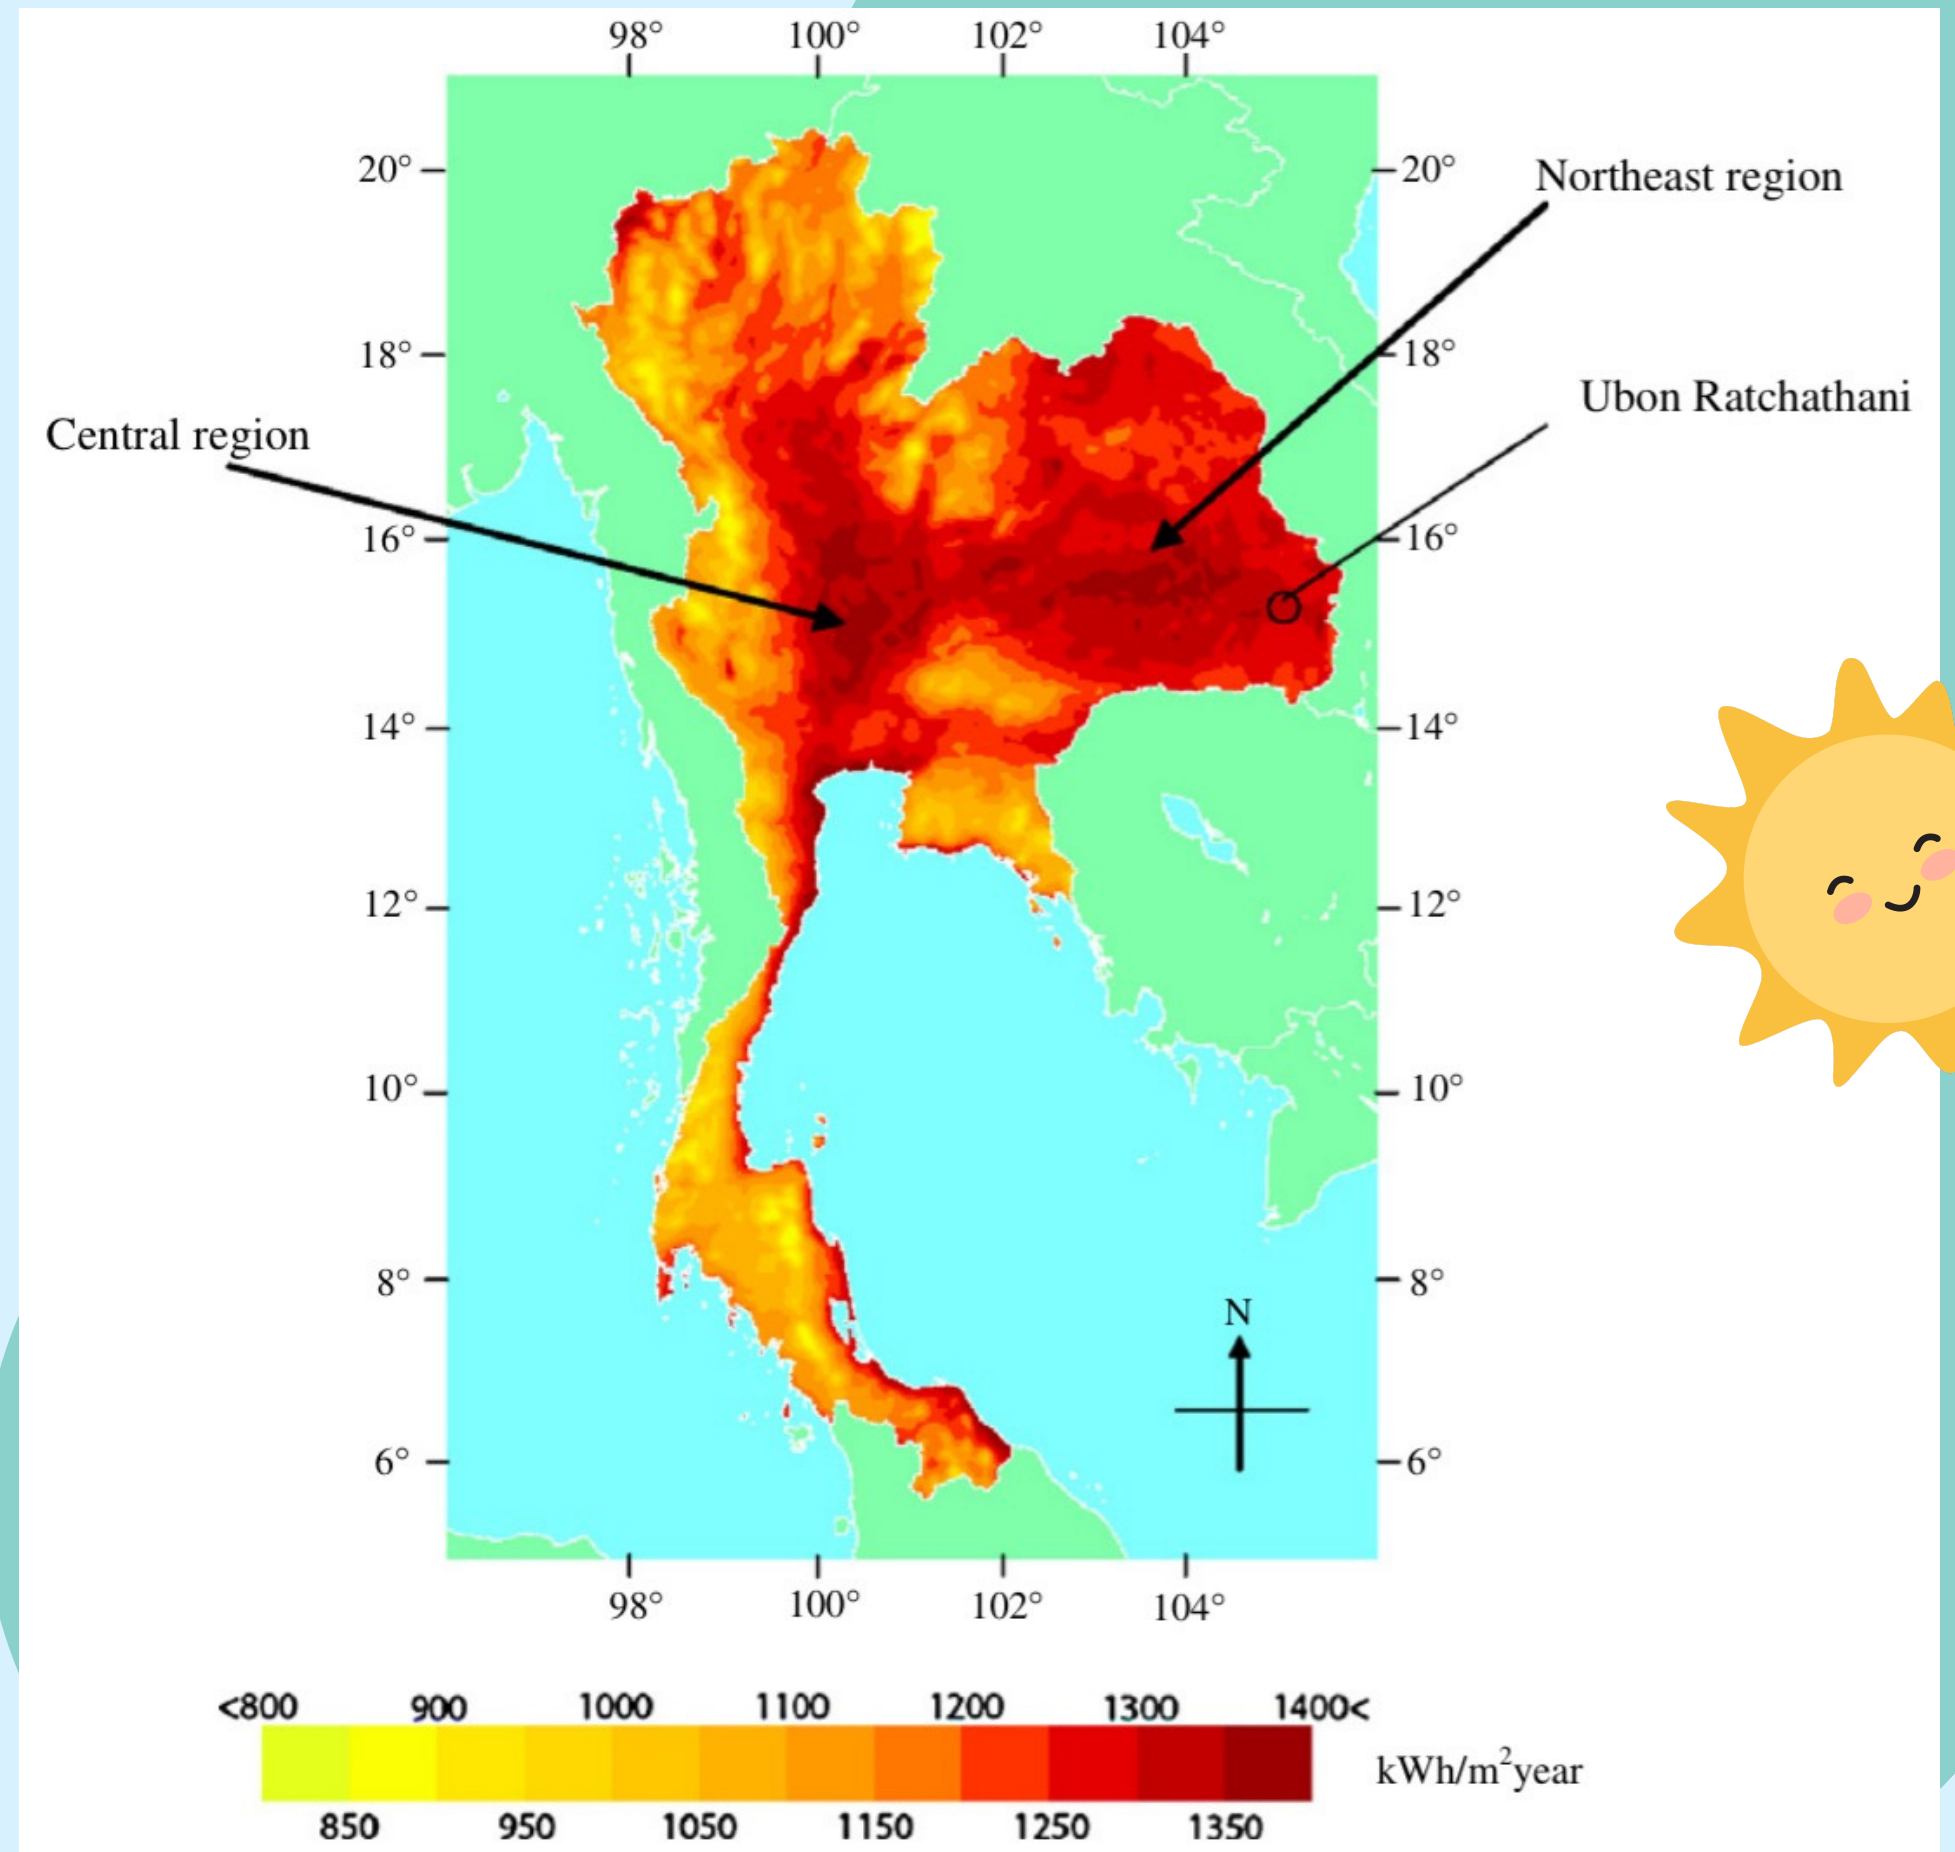 98° 100° 102° 104°
20° 20°
Northeast region
18° 18°
Ubon Ratchathani
Central region
16° 16°
14° 14°
12° 12°
10° 10°
8° 8°
N
6° 6°
98° 100° 102° 104°
<800 900 1000 1100 1200 1300 1400<
kWh/m²year
850 950 1050 1150 1250 1350